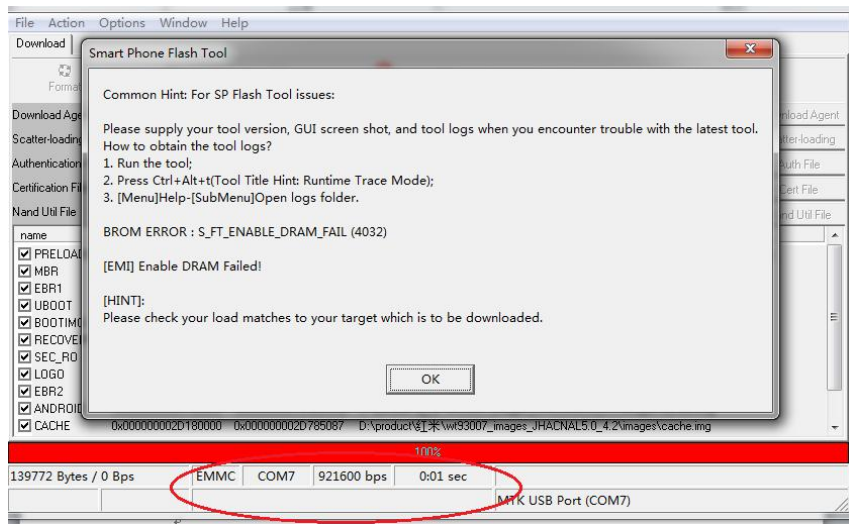 File Action Options Window Help
Download
Smart Phone Flash Tool
Format
Common Hint: For SP Flash Tool issues:
Please supply your tool version, GUI screen shot, and tool logs when you encounter trouble with the latest tool.
How to obtain the tool logs?
1. Run the tool;
2. Press Ctrl+Alt+t(Tool Title Hint: Runtime Trace Mode);
3. [Menu]Help-[SubMenu]Open logs folder.
BROM ERROR : S_FT_ENABLE_DRAM_FAIL (4032)
[EMI] Enable DRAM Failed!
[HINT]:
Please check your load matches to your target which is to be downloaded.
OK
Download Age
nload Agent
Scatter-loading
tter-loading
Authentication
Auth File
Certification Fil
Cert File
Nand Util File
nd Util File
name
PRELOAD
MBR
EBR1
UBOOT
BOOTIMG
RECOVER
SEC_RO
LOGO
EBR2
ANDROID
CACHE 0x000000002D180000 0x000000002D785087 D:\product\红米\wt93007_images_JHACNAL5.0_4.2\images\cache.img
100%
139772 Bytes / 0 Bps EMMC COM7 921600 bps 0:01 sec
MTK USB Port (COM7)